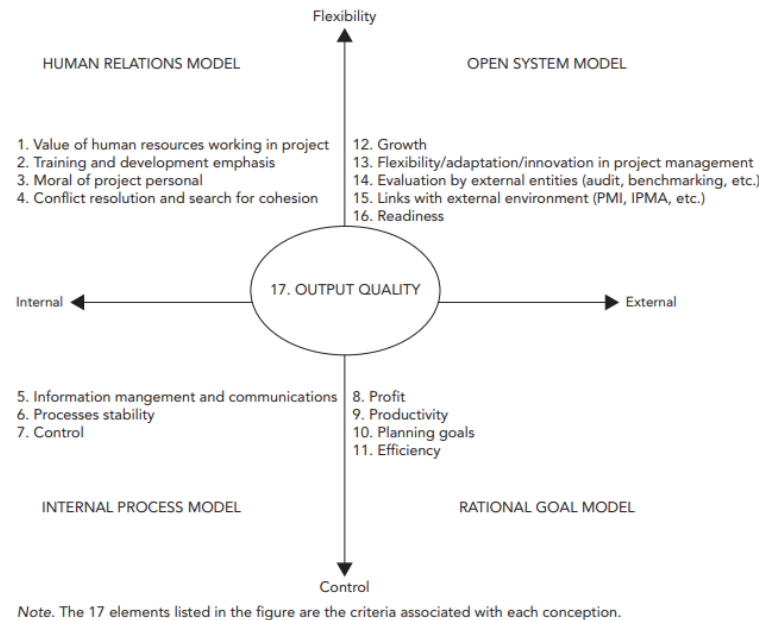 Flexibility
HUMAN RELATIONS MODEL
OPEN SYSTEM MODEL
1. Value of human resources working in project
2. Training and development emphasis
3. Moral of project personal
4. Conflict resolution and search for cohesion
12. Growth
13. Flexibility/adaptation/innovation in project management
14. Evaluation by external entities (audit, benchmarking, etc.)
15. Links with external environment (PMI, IPMA, etc.)
16. Readiness
17. OUTPUT QUALITY
Internal
External
5. Information mangement and communications
6. Processes stability
7. Control
8. Profit
9. Productivity
10. Planning goals
11. Efficiency
INTERNAL PROCESS MODEL
RATIONAL GOAL MODEL
Control
Note. The 17 elements listed in the figure are the criteria associated with each conception.